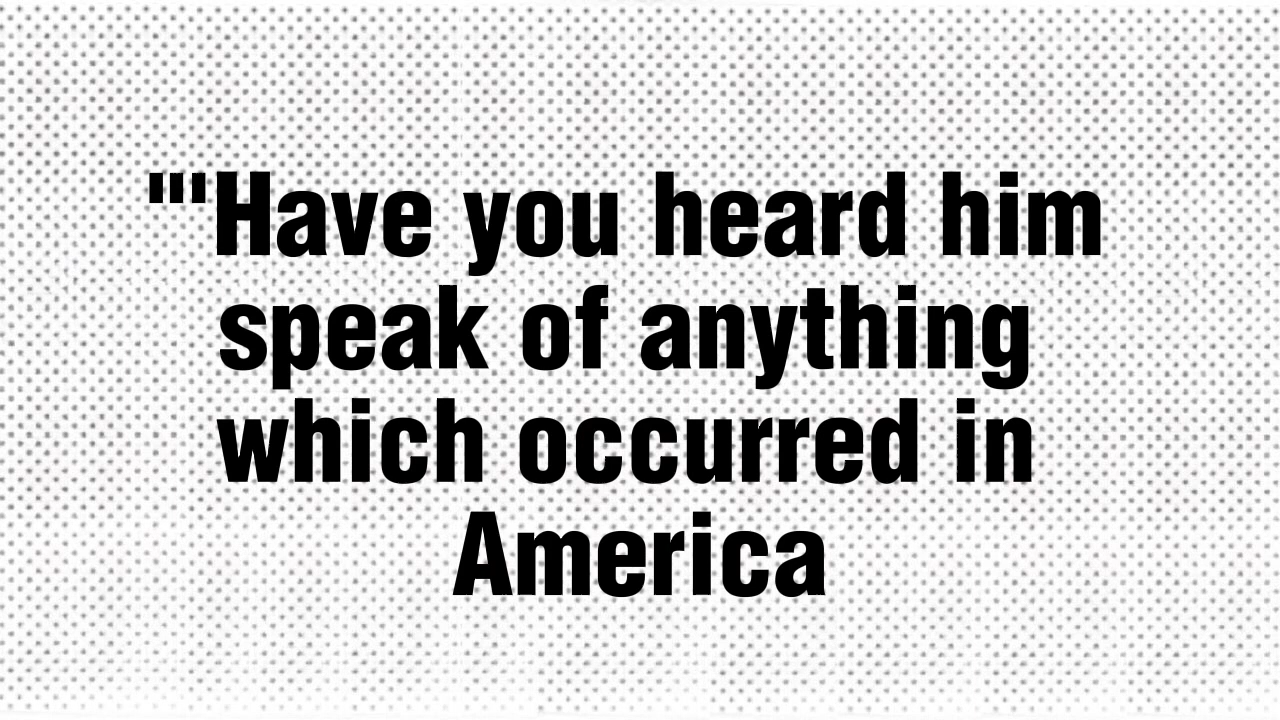 "'Have you heard him
speak of anything
which occurred in
America